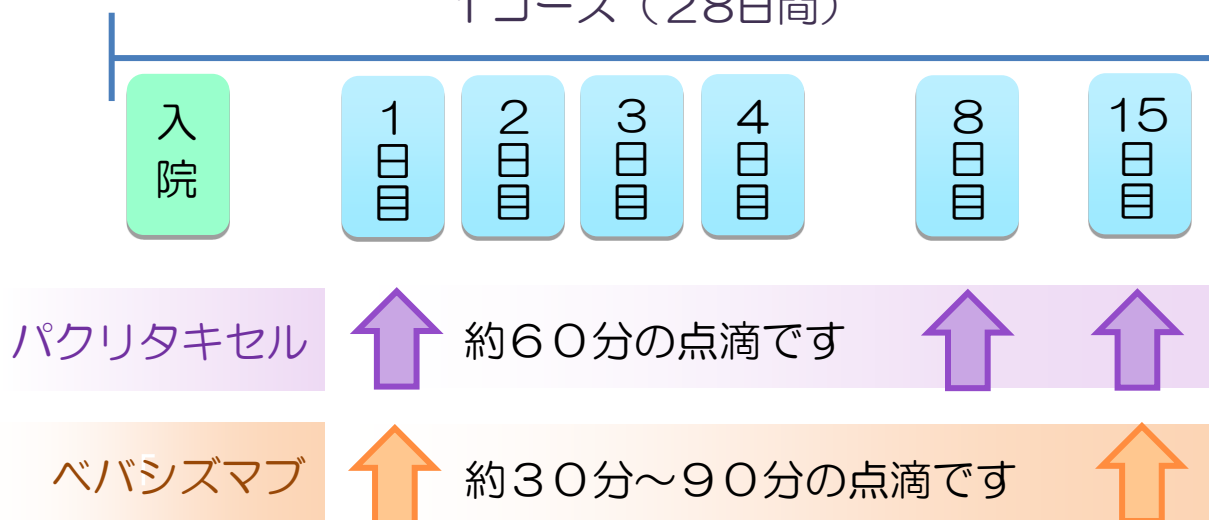 1コース（28日間）
入院
1日目
2日目
3日目
4日目
8日目
15日目
パクリタキセル
約60分の点滴です
ベバシズマブ
約30分～90分の点滴です